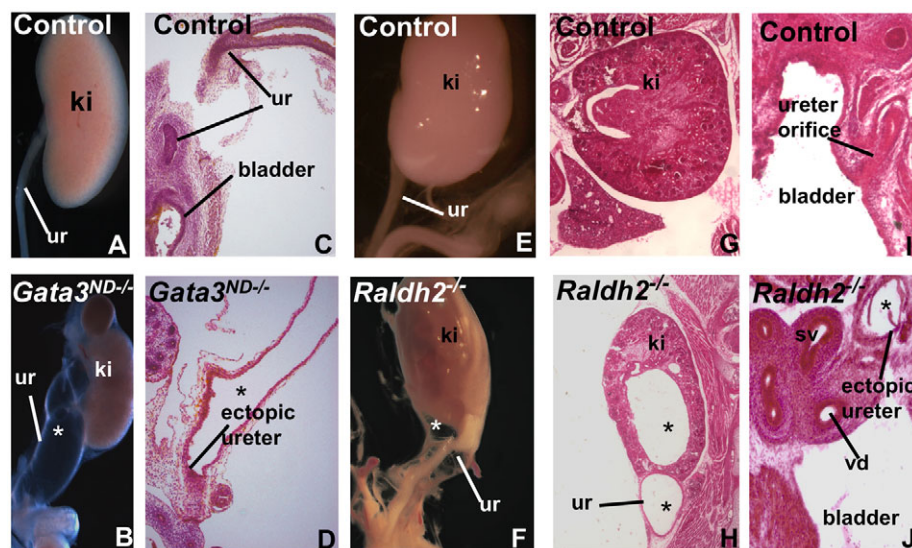 Control
ki
ur
A
Control
ur
bladder
C
Control
ki
ur
E
Control
ki
G
Control
ureter
orifice
bladder
I
Gata3ND-/-
ki
ur
*
B
Gata3ND-/-
*
ectopic
ureter
D
Raldh2-/-
ki
*
ur
F
Raldh2-/-
ki
*
ur
*
H
Raldh2-/-
*
sv
ectopic
ureter
vd
bladder
J